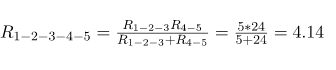 R_{1-2-3-4-5} = \frac{R_{1-2-3}R_{4-5}}{R_{1-2-3}+R_{4-5}} = \frac{5*24}{5+24} = 4.14